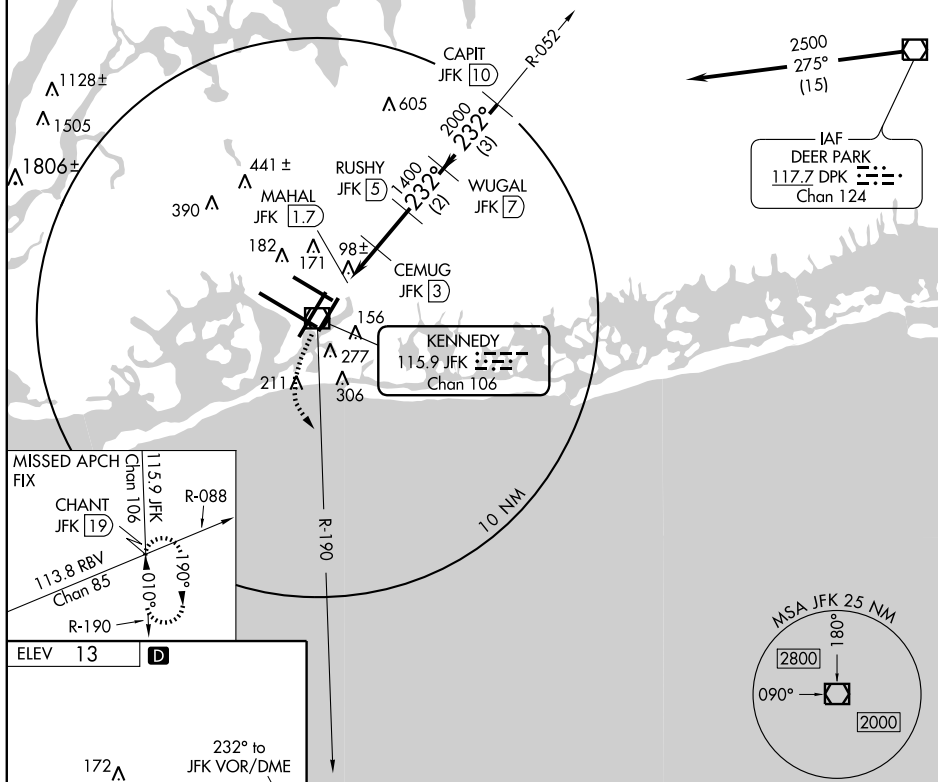 CAPIT
JFK 10
R-052
2500
275°
(15)
1128±
1505
1806±
605
2000
232°
(3)
IAF
DEER PARK
117.7 DPK
Chan 124
441±
390
RUSHY
JFK 5
1400
232°
(2)
WUGAL
JFK 7
MAHAL
JFK 1.7
182
171
98±
CEMUG
JFK 3
156
277
211
306
KENNEDY
115.9 JFK
Chan 106
10 NM
R-190
MISSED APCH
FIX
Chan 106
115.9 JFK
CHANT
JFK 19
R-088
113.8 RBV
Chan 85
190°
010°
R-190
MSA JFK 25 NM
180°
2800
090°
2000
ELEV 13 D
172
232° to
JFK VOR/DME